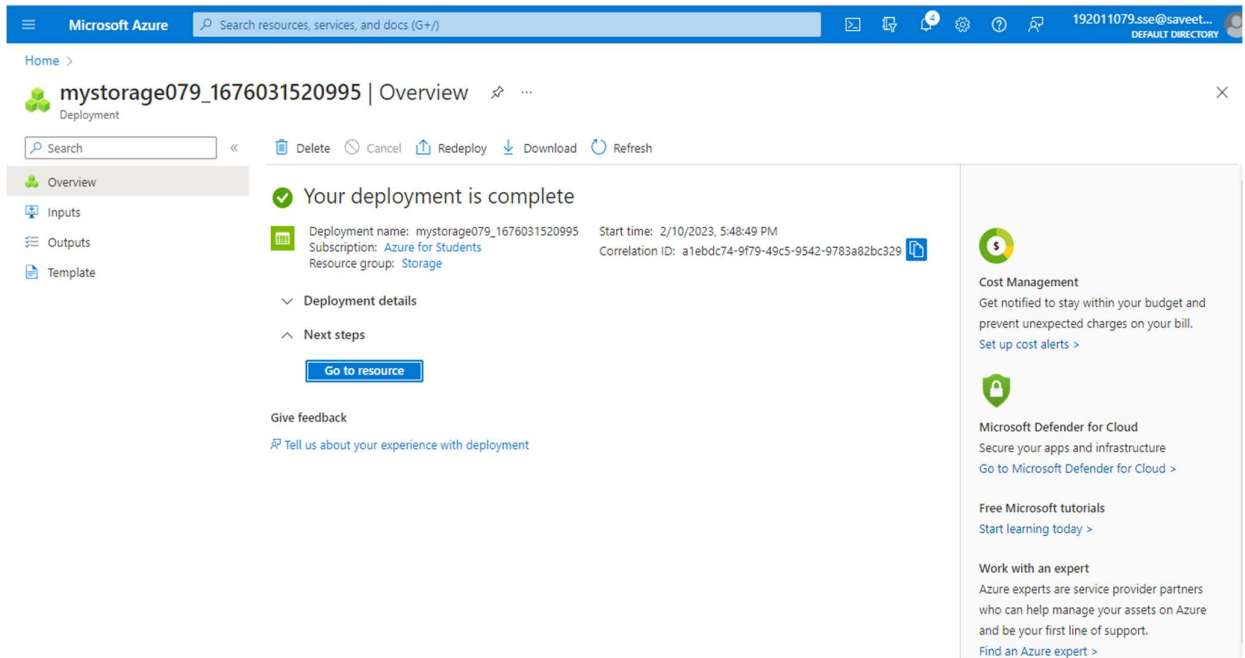 Microsoft Azure
Search resources, services, and docs (G+/)
4
192011079.sse@saveet...
DEFAULT DIRECTORY
Home >
mystorage079_1676031520995 | Overview
Deployment
Search
Delete Cancel Redeploy Download Refresh
Overview
Inputs
Outputs
Template
Your deployment is complete
Deployment name: mystorage079_1676031520995
Subscription: Azure for Students
Resource group: Storage
Start time: 2/10/2023, 5:48:49 PM
Correlation ID: a1ebdc74-9f79-49c5-9542-9783a82bc329
Deployment details
Next steps
Go to resource
Give feedback
Tell us about your experience with deployment
$
Cost Management
Get notified to stay within your budget and
prevent unexpected charges on your bill.
Set up cost alerts >
Microsoft Defender for Cloud
Secure your apps and infrastructure
Go to Microsoft Defender for Cloud >
Free Microsoft tutorials
Start learning today >
Work with an expert
Azure experts are service provider partners
who can help manage your assets on Azure
and be your first line of support.
Find an Azure expert >